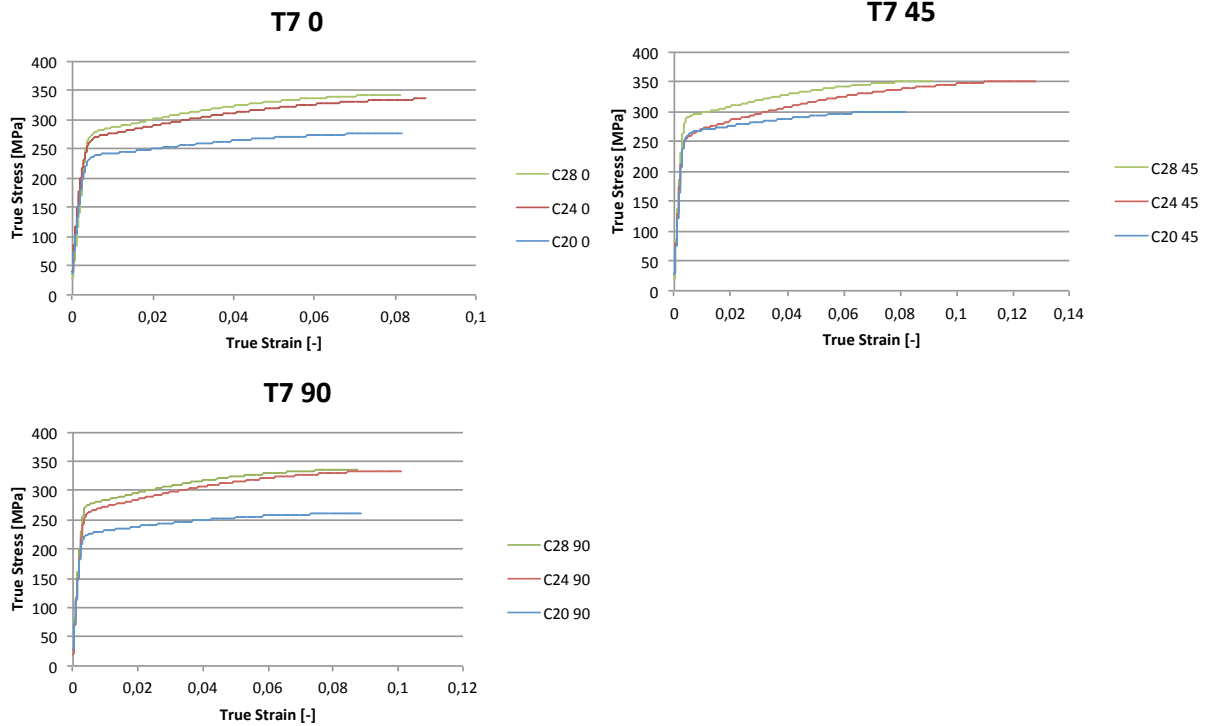 T7 0
400
350
300
250
200
150
100
50
0
True Stress [MPa]
0 0,02 0,04 0,06 0,08 0,1
True Strain [-]
C28 0
C24 0
C20 0
T7 45
400
350
300
250
200
150
100
50
0
True Stress [MPa]
0 0,02 0,04 0,06 0,08 0,1 0,12 0,14
True Strain [-]
C28 45
C24 45
C20 45
T7 90
400
350
300
250
200
150
100
50
0
True Stress [MPa]
0 0,02 0,04 0,06 0,08 0,1 0,12
True Strain [-]
C28 90
C24 90
C20 90